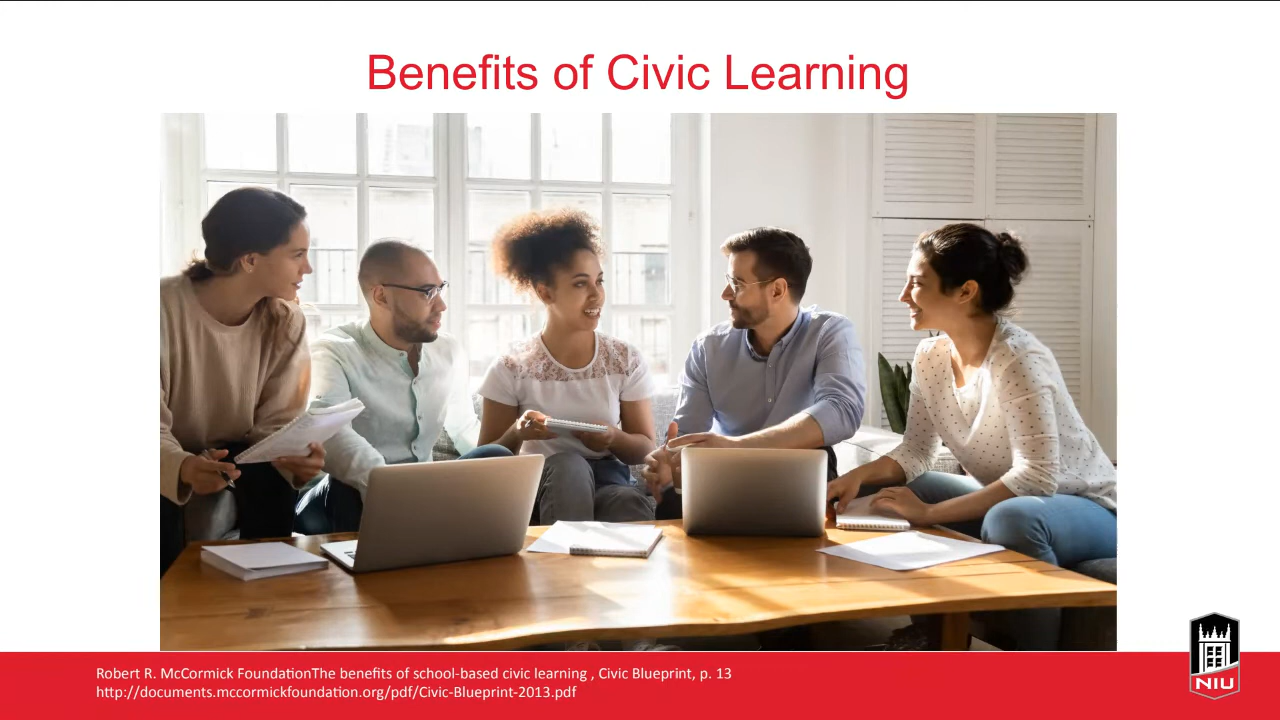 Benefits of Civic Learning
Robert R. McCormick FoundationThe benefits of school-based civic learning , Civic Blueprint, p. 13
http://documents.mccormickfoundation.org/pdf/Civic-Blueprint-2013.pdf
NIU